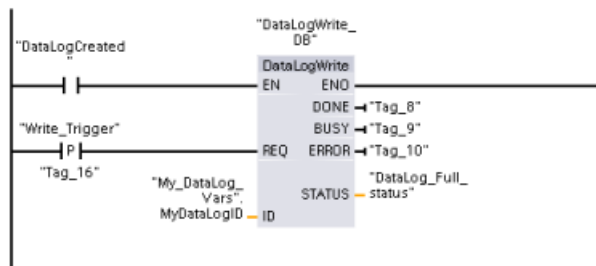 "DataLogWrite_
DB"
"DataLogCreated
"
DataLogWrite
EN ENO
DONE "Tag_8"
"Write_Trigger"
BUSY "Tag_9"
P
REQ ERROR "Tag_10"
"Tag_16"
"My_DataLog_
Vars".
MyDataLogID ID
"DataLog_Full_
STATUS status"